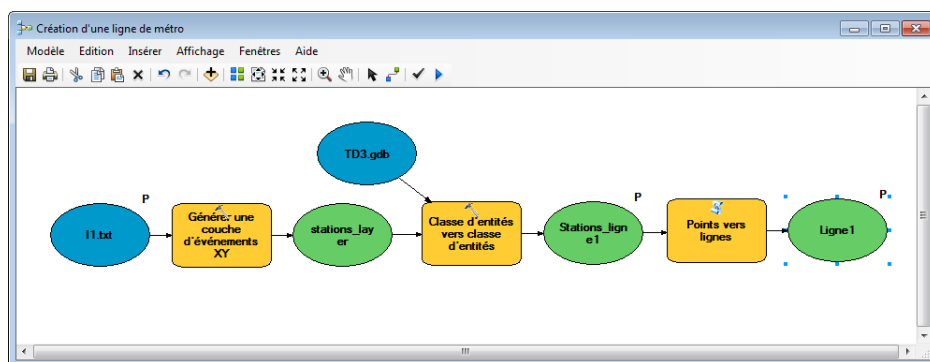 Création d'une ligne de métro
Modèle Edition Insérer Affichage Fenêtres Aide
TD3.gdb
P
P
P
l1.txt
Générer une
couche
d'événements
XY
stations_lay
er
Classe d'entités
vers classe
d'entités
Stations_lign
e1
Points vers
lignes
Ligne1